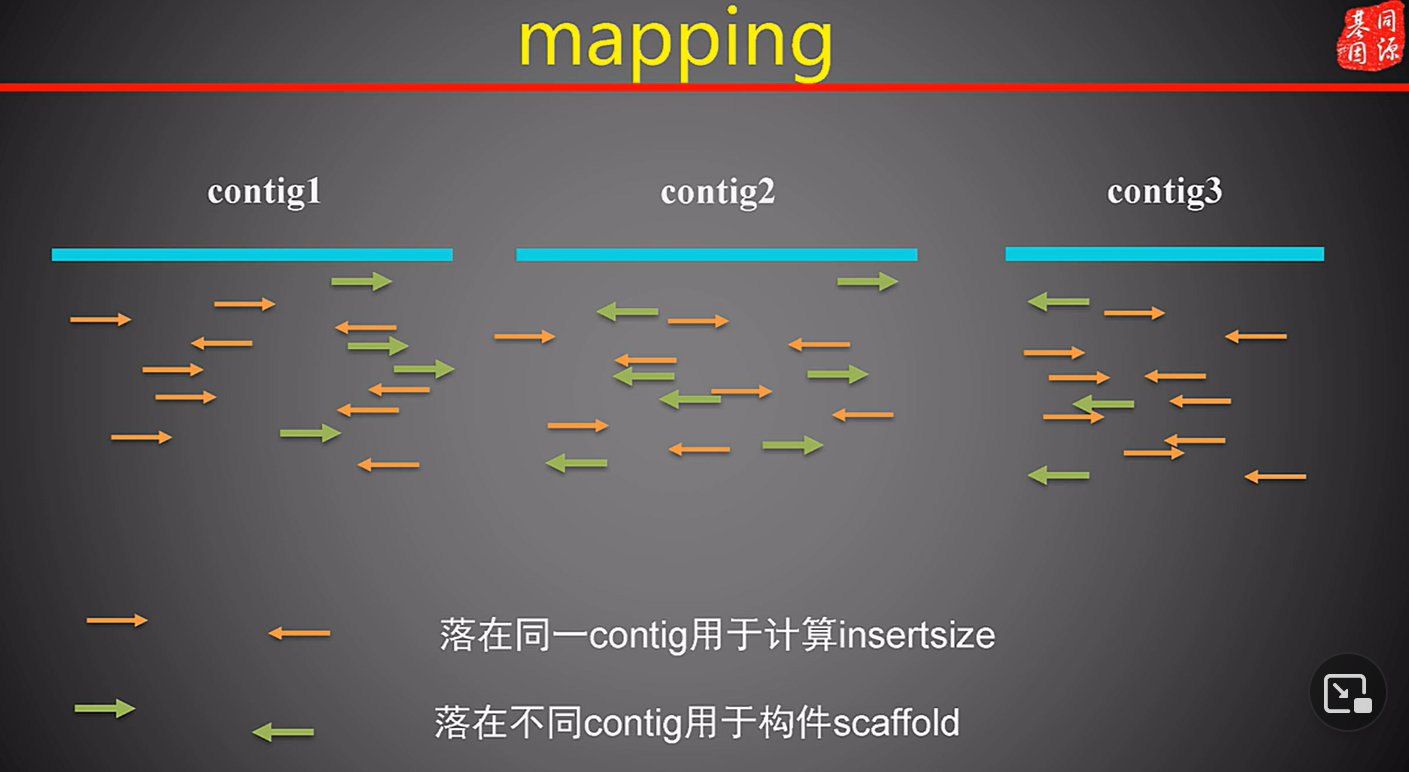 mapping
基因
同源
contig1
contig2
contig3
落在同一contig用于计算insertsize
落在不同contig用于构件scaffold